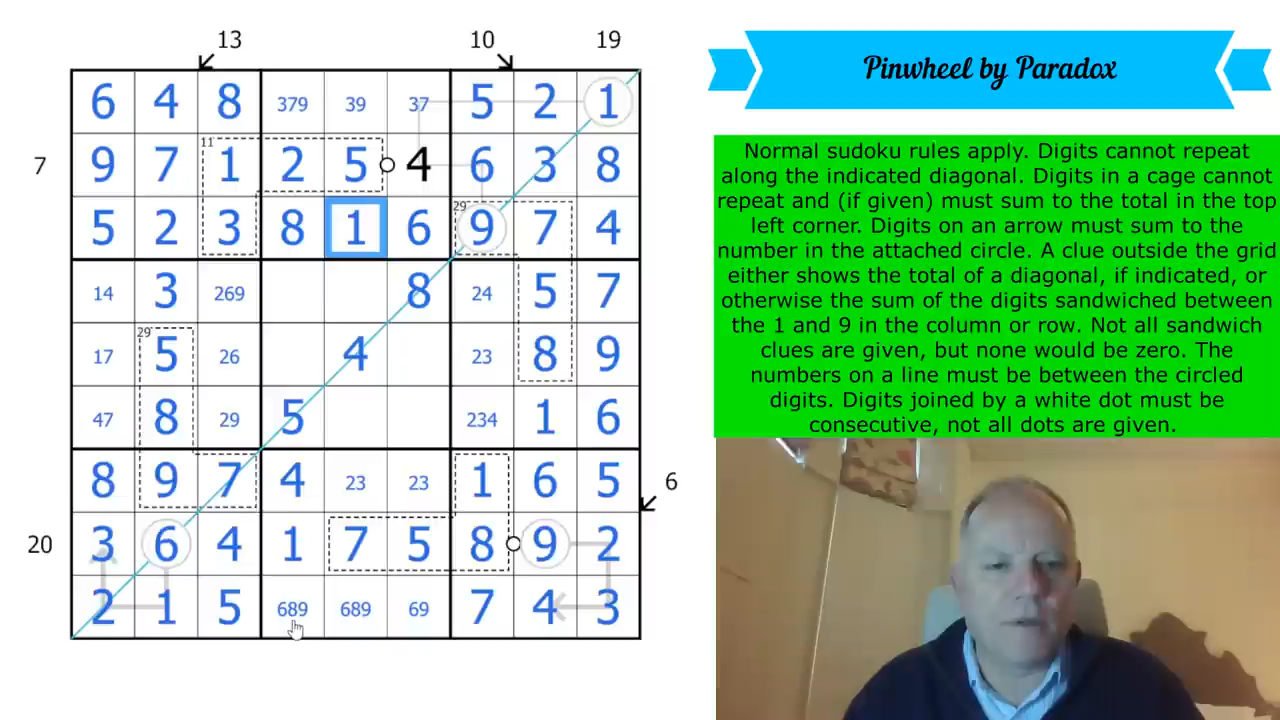 13 10 19
6 4 8 379 39 37 5 2 1
11
7 9 7 1 2 5 4 6 3 8
29
5 2 3 8 1 6 9 7 4
14 3 269 8 24 5 7
29
17 5 26 4 23 8 9
47 8 29 5 234 1 6
8 9 7 4 23 23 1 6 5 6
20 3 6 4 1 7 5 8 9 2
2 1 5 689 689 69 7 4 3
Pinwheel by Paradox
Normal sudoku rules apply. Digits cannot repeat
along the indicated diagonal. Digits in a cage cannot
repeat and (if given) must sum to the total in the top
left corner. Digits on an arrow must sum to the
number in the attached circle. A clue outside the grid
either shows the total of a diagonal, if indicated, or
otherwise the sum of the digits sandwiched between
the 1 and 9 in the column or row. Not all sandwich
clues are given, but none would be zero. The
numbers on a line must be between the circled
digits. Digits joined by a white dot must be
consecutive, not all dots are given.